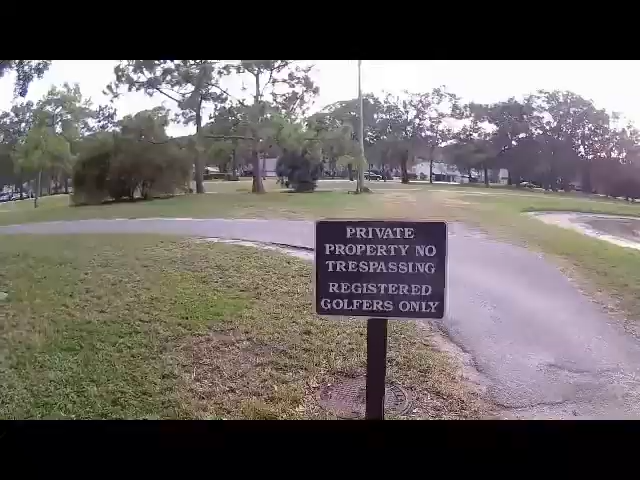 PRIVATE
PROPERTY NO
TRESPASSING
REGISTERED
GOLFERS ONLY